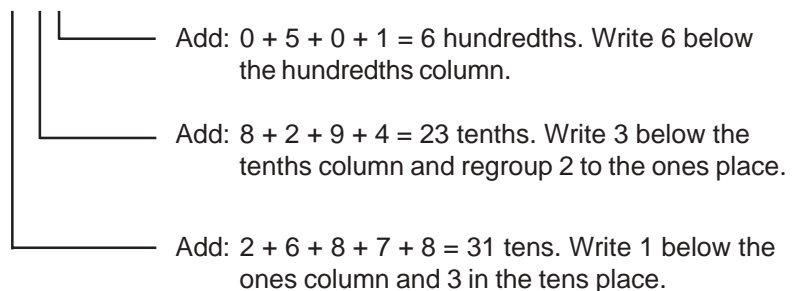 Add: 0 + 5 + 0 + 1 = 6 hundredths. Write 6 below
the hundredths column.
Add: 8 + 2 + 9 + 4 = 23 tenths. Write 3 below the
tenths column and regroup 2 to the ones place.
Add: 2 + 6 + 8 + 7 + 8 = 31 tens. Write 1 below the
ones column and 3 in the tens place.